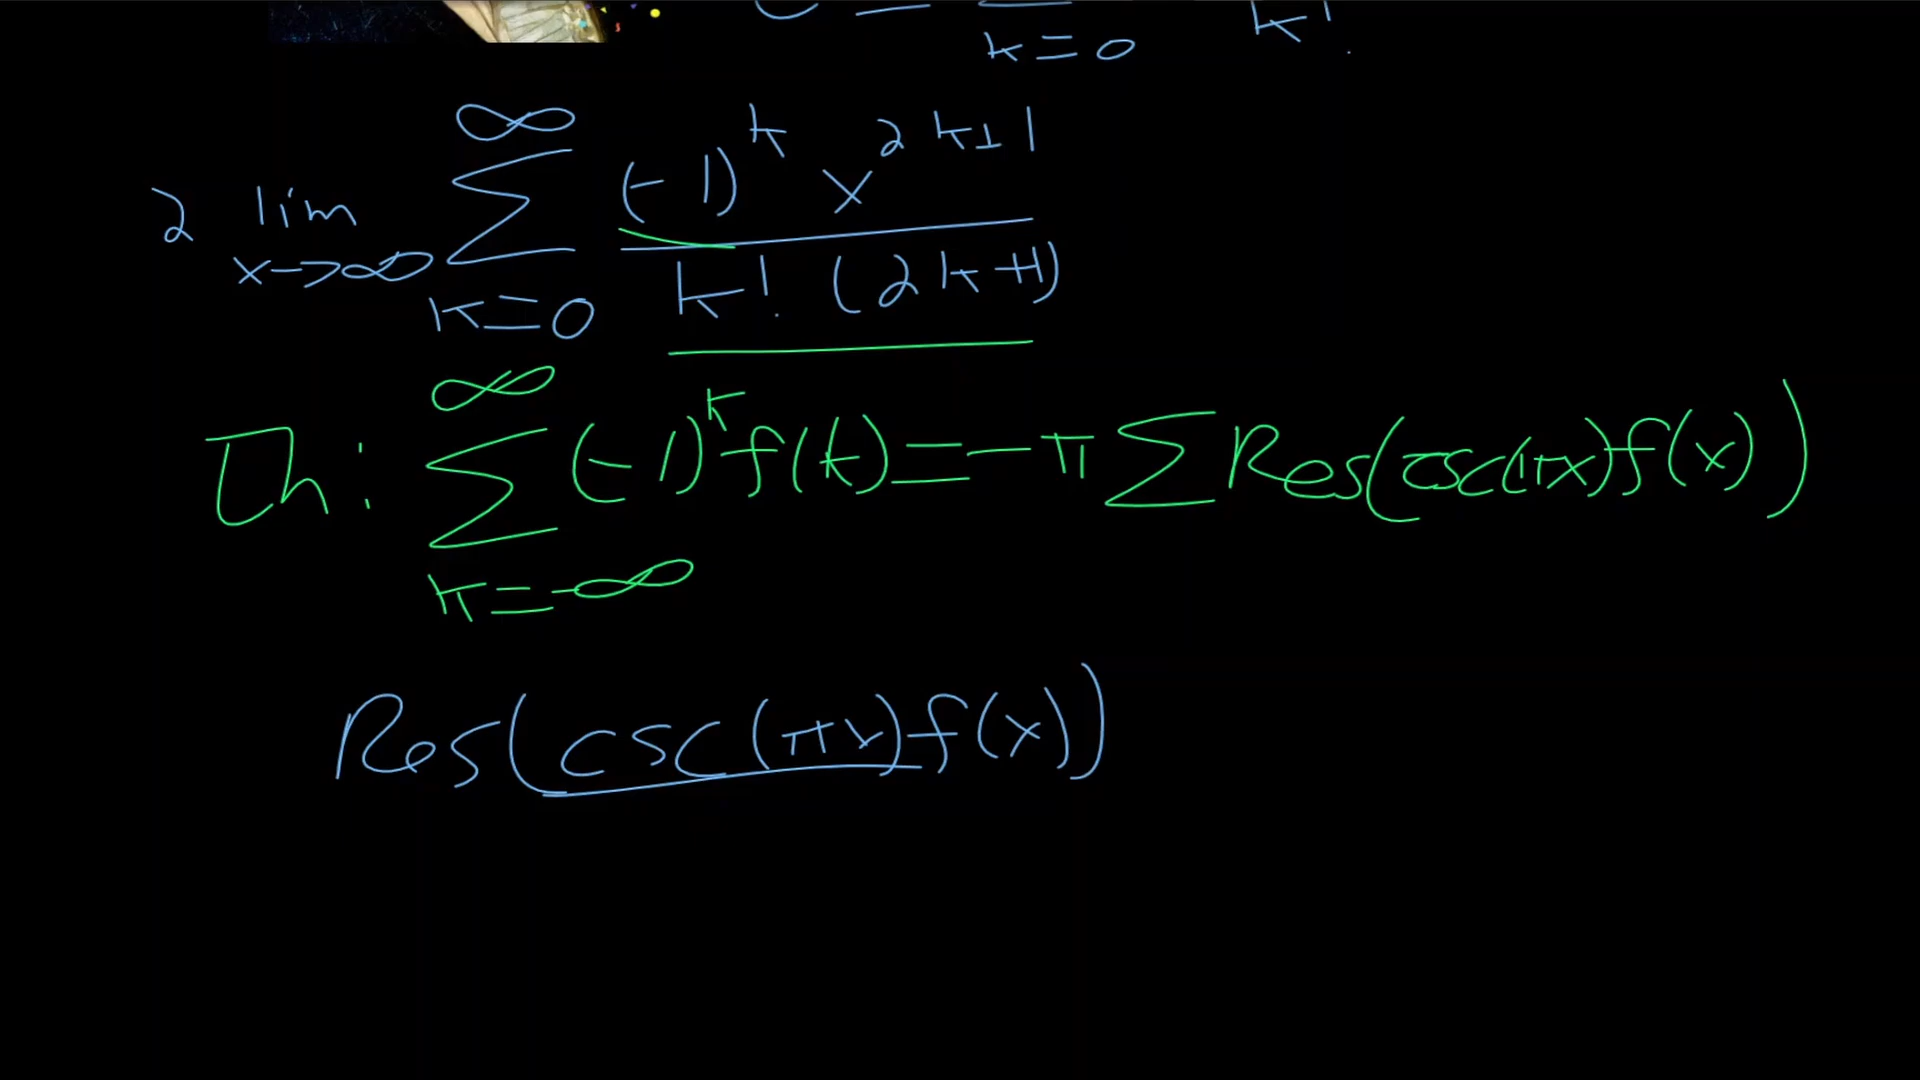 k=0 k!
2 lim x->∞ ∑ k=0 ∞ (-1)^k x^(2k+1) / k! (2k+1)
Th: ∑ k=-∞ ∞ (-1)^k f(k) = -π ∑ Res(csc(πx)f(x))
Res(csc(πx)f(x))